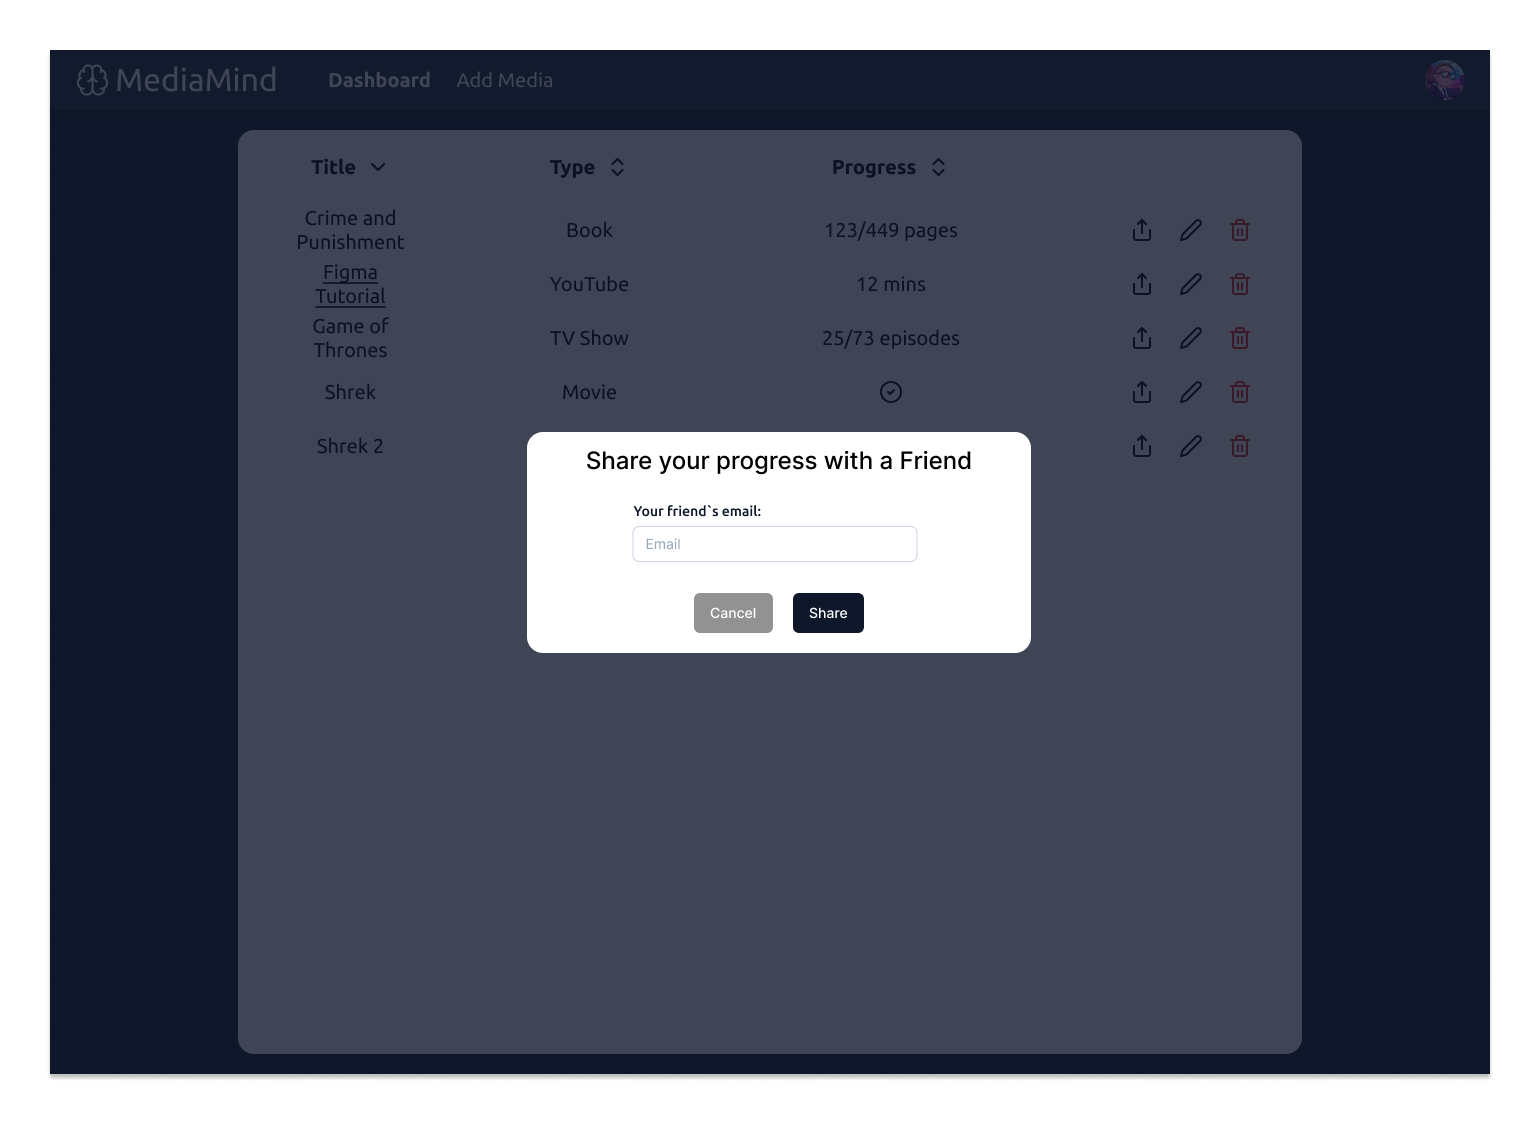 MediaMind Dashboard Add Media
Title Type Progress
Crime and
Punishment
Book 123/449 pages
Figma
Tutorial
YouTube 12 mins
Game of
Thrones
TV Show 25/73 episodes
Shrek Movie
Shrek 2
Share your progress with a Friend
Your friend`s email:
Email
Cancel Share